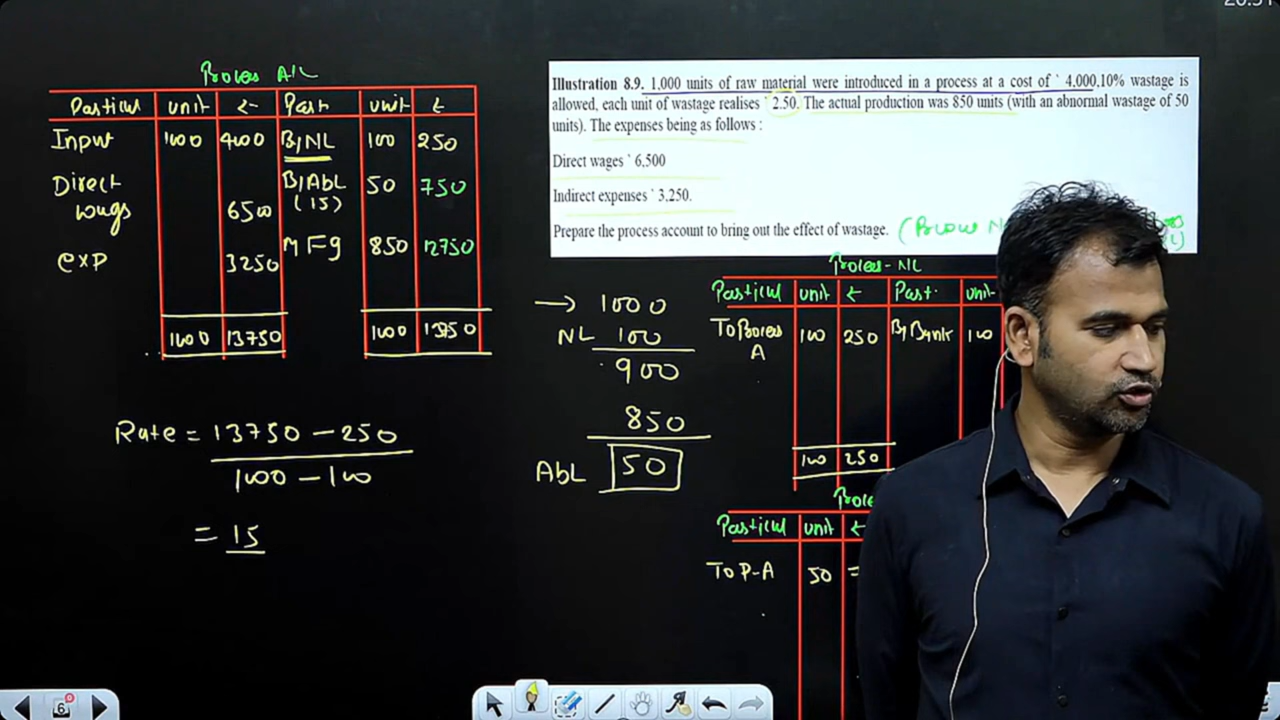 Process A/c
Particul unit ₹ Part unit ₹
Input 1000 4000 By NL 100 250
Direct wags 6500 By AbL (15) 50 750
exp 3250 M Fg 850 12750
1000 13750 1000 13750
Rate = 13750 - 250
1000 - 100
= 15
Illustration 8.9. 1,000 units of raw material were introduced in a process at a cost of ` 4,000.10% wastage is
allowed, each unit of wastage realises ` 2.50. The actual production was 850 units (with an abnormal wastage of 50
units). The expenses being as follows :
Direct wages ` 6,500
Indirect expenses ` 3,250.
Prepare the process account to bring out the effect of wastage.
→ 1000
NL 100
900
850
AbL 50
Process - NL
Particul unit ₹ Part. unit
To Process A 100 250 By Bank 100
100 250
Particul unit ₹
To P-A 50
6